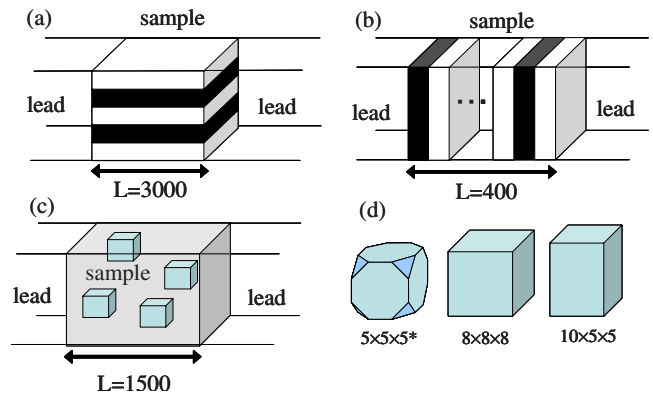 (a)
sample
lead
lead
L=3000
(b)
sample
lead
lead
L=400
(c)
sample
lead
lead
L=1500
(d)
5×5×5*
8×8×8
10×5×5